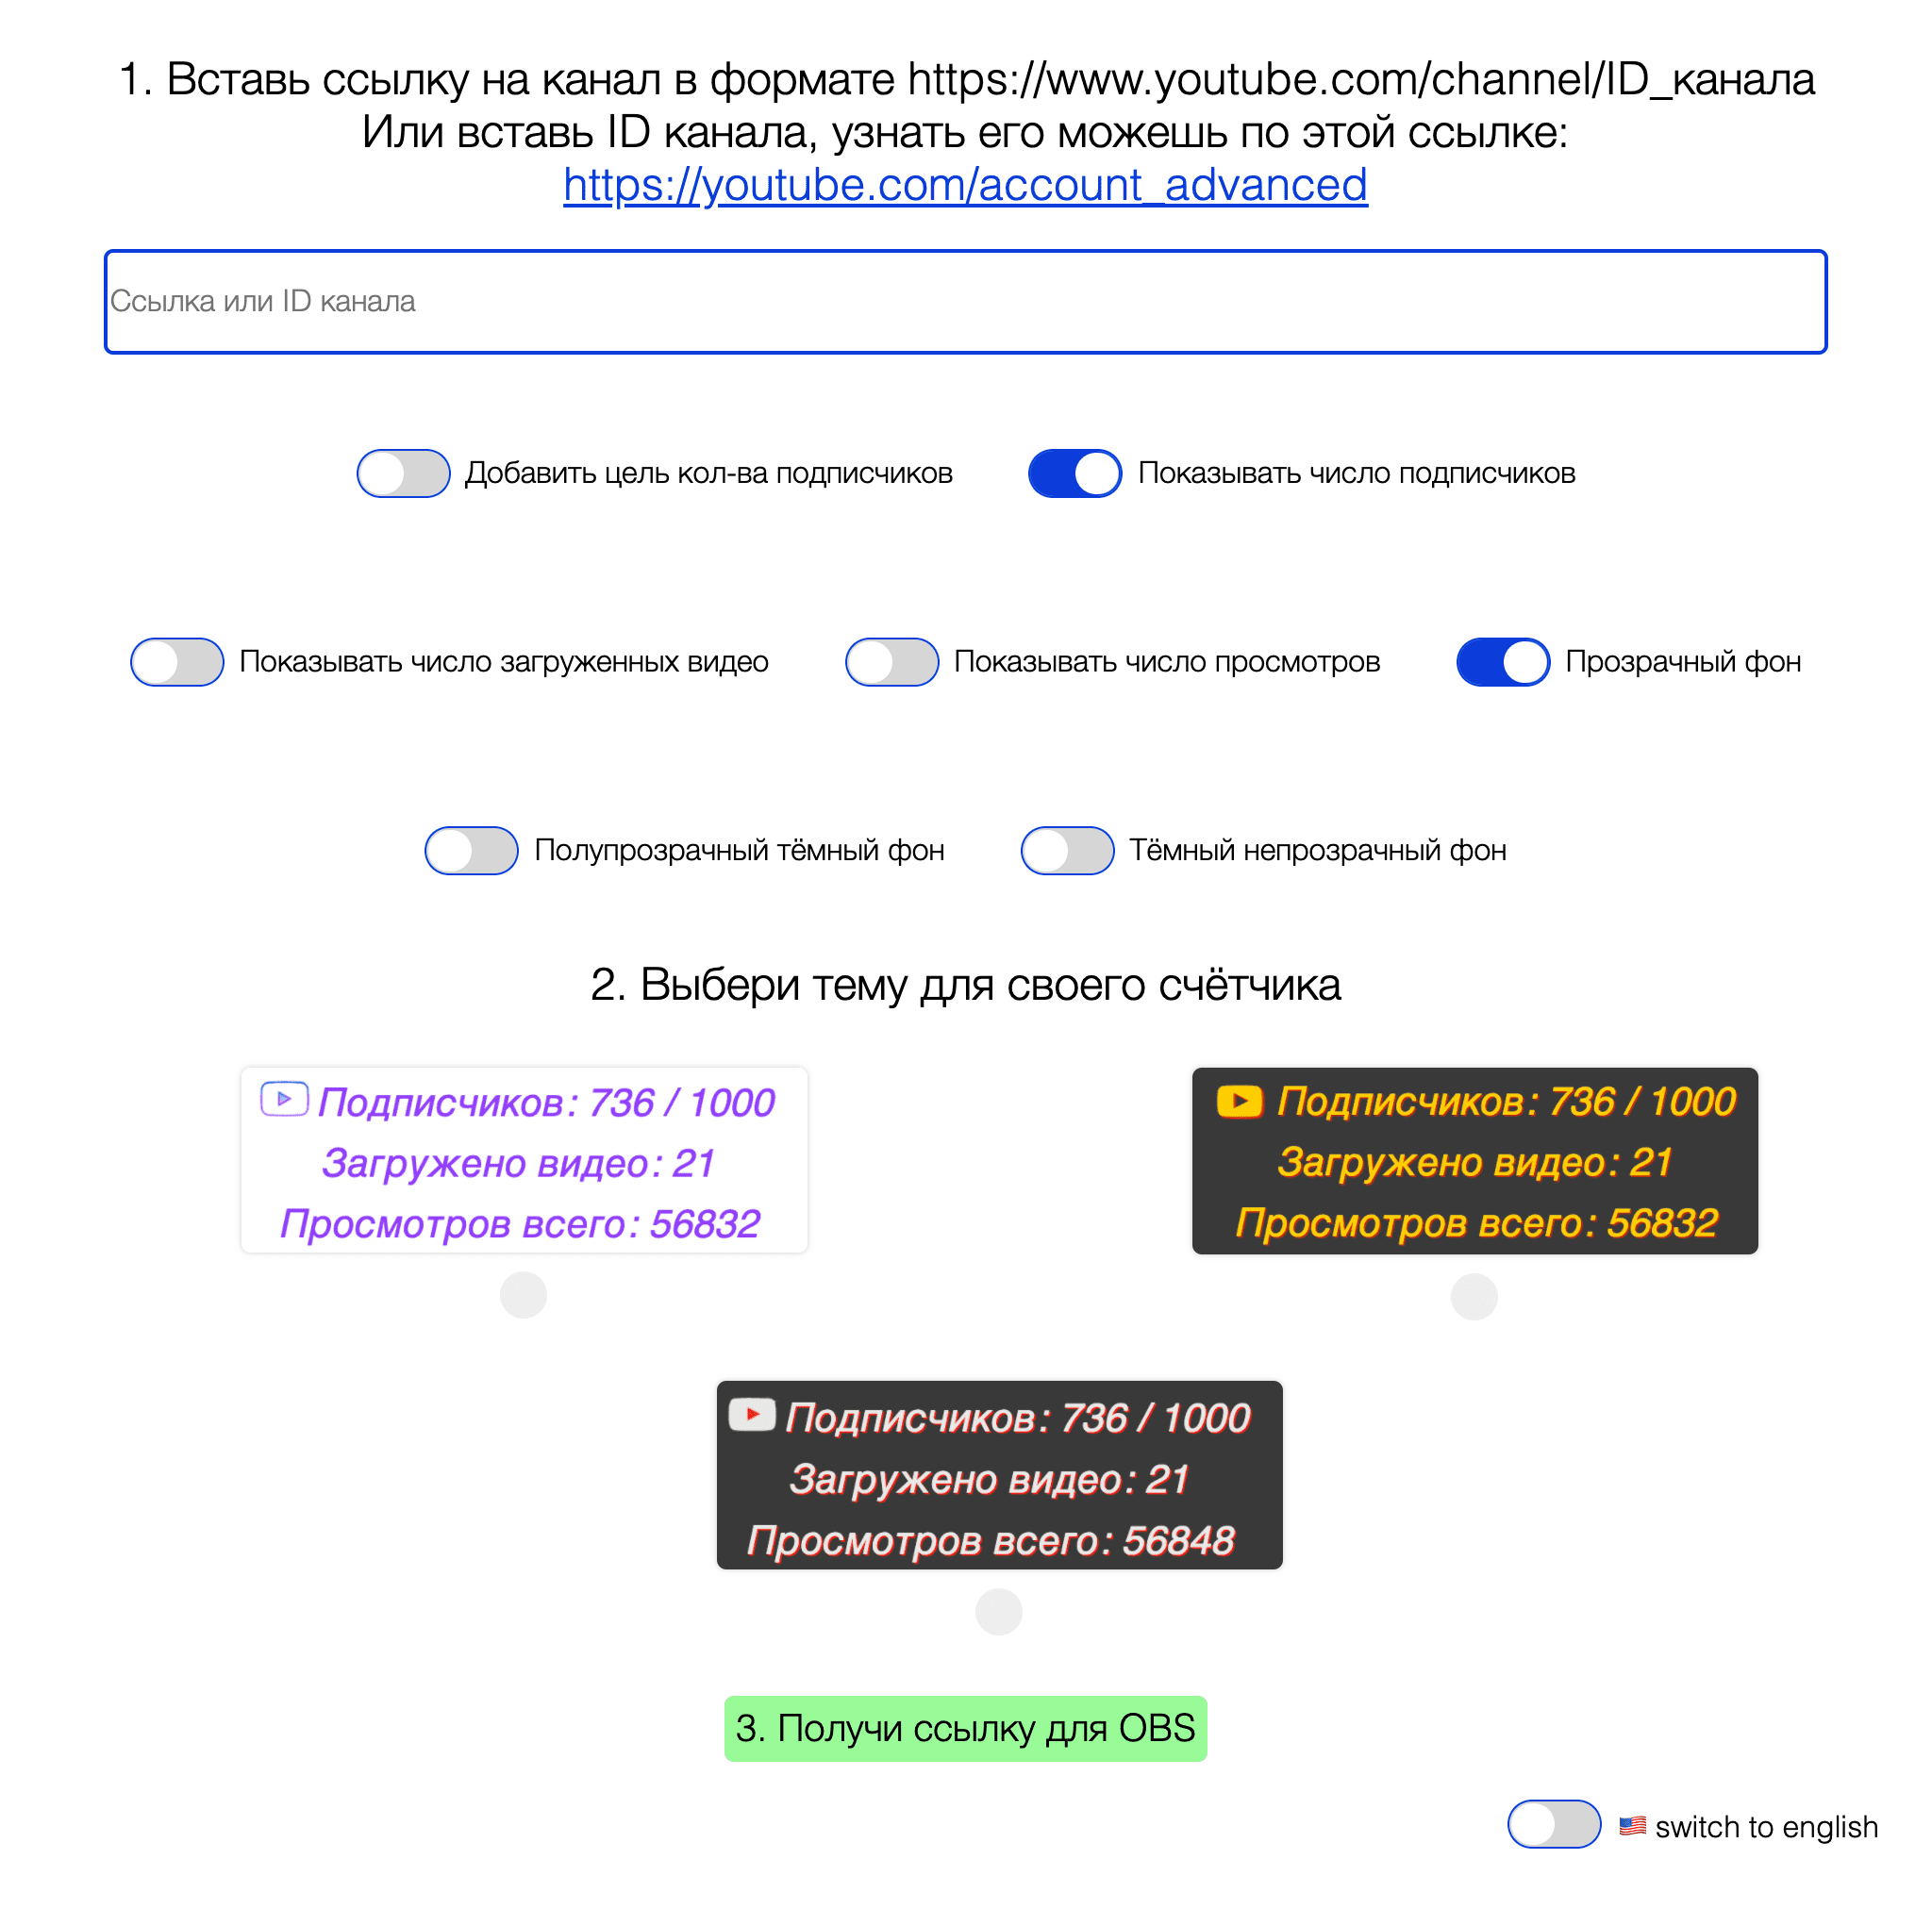 1. Вставь ссылку на канал в формате https://www.youtube.com/channel/ID_канала
Или вставь ID канала, узнать его можешь по этой ссылке:
https://youtube.com/account_advanced
Ссылка или ID канала
Добавить цель кол-ва подписчиков
Показывать число подписчиков
Показывать число загруженных видео
Показывать число просмотров
Прозрачный фон
Полупрозрачный тёмный фон
Тёмный непрозрачный фон
2. Выбери тему для своего счётчика
Подписчиков: 736 / 1000
Загружено видео: 21
Просмотров всего: 56832
Подписчиков: 736 / 1000
Загружено видео: 21
Просмотров всего: 56832
Подписчиков: 736 / 1000
Загружено видео: 21
Просмотров всего: 56848
3. Получи ссылку для OBS
🇺🇸 switch to english